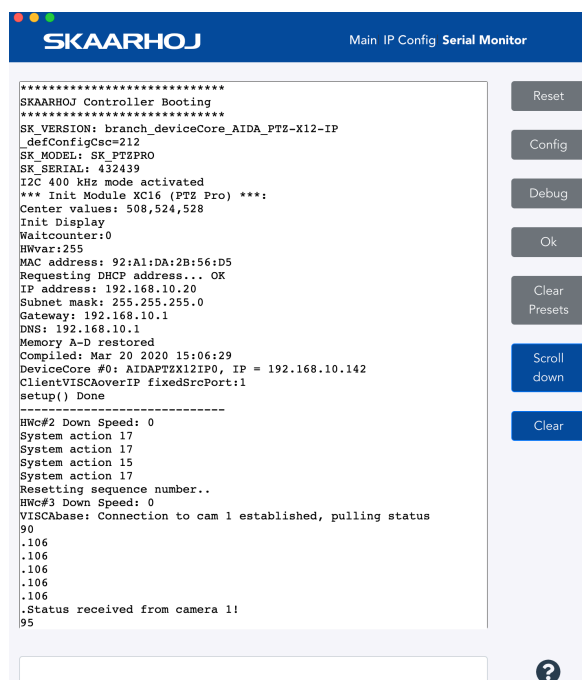 SKAARHOJ
Main IP Config Serial Monitor
*****************************
SKAARHOJ Controller Booting
*****************************
SK_VERSION: branch_deviceCore_AIDA_PTZ-X12-IP
_defConfigCsc=212
SK_MODEL: SK_PTZPRO
SK_SERIAL: 432439
I2C 400 kHz mode activated
*** Init Module XC16 (PTZ Pro) ***:
Center values: 508,524,528
Init Display
Waitcounter:0
HWvar:255
MAC address: 92:A1:DA:2B:56:D5
Requesting DHCP address... OK
IP address: 192.168.10.20
Subnet mask: 255.255.255.0
Gateway: 192.168.10.1
DNS: 192.168.10.1
Memory A-D restored
Compiled: Mar 20 2020 15:06:29
DeviceCore #0: AIDAPTZX12IP0, IP = 192.168.10.142
ClientVISCAoverIP fixedSrcPort:1
setup() Done
-----------------------------
HWc#2 Down Speed: 0
System action 17
System action 17
System action 15
System action 17
Resetting sequence number..
HWc#3 Down Speed: 0
VISCAbase: Connection to cam 1 established, pulling status
90
.106
.106
.106
.106
.106
.Status received from camera 1!
95
Reset
Config
Debug
Ok
Clear
Presets
Scroll
down
Clear
?